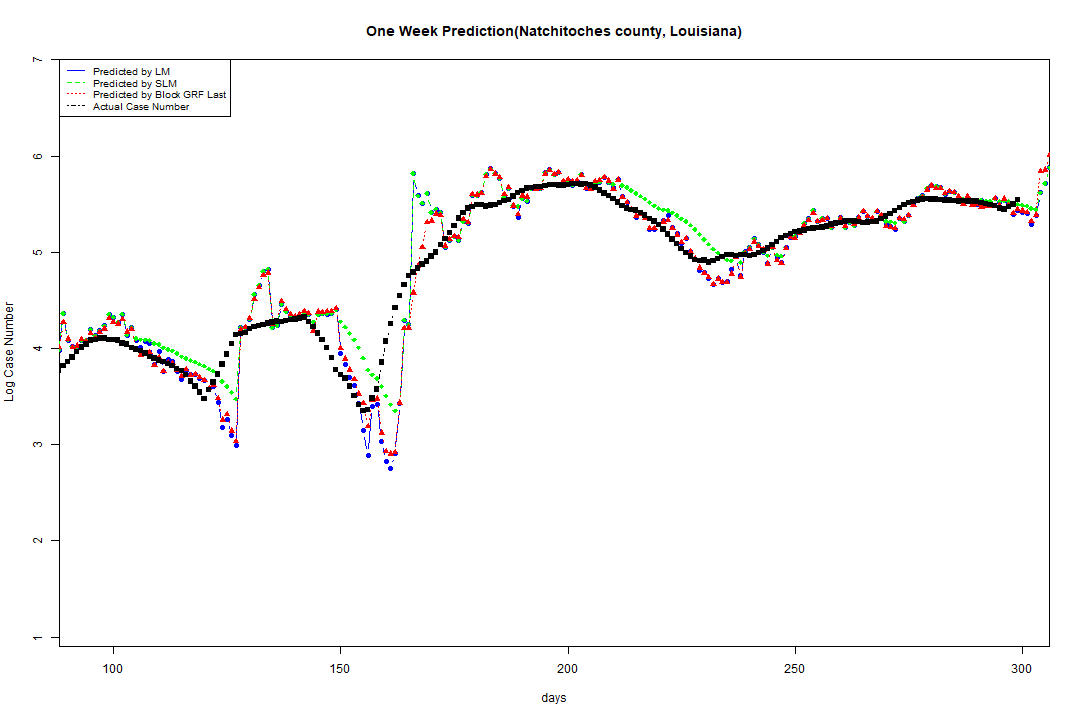 One Week Prediction(Natchitoches county, Louisiana)
Predicted by LM
Predicted by SLM
Predicted by Block GRF Last
Actual Case Number
7
6
5
4
3
2
1
Log Case Number
100 150 200 250 300
days